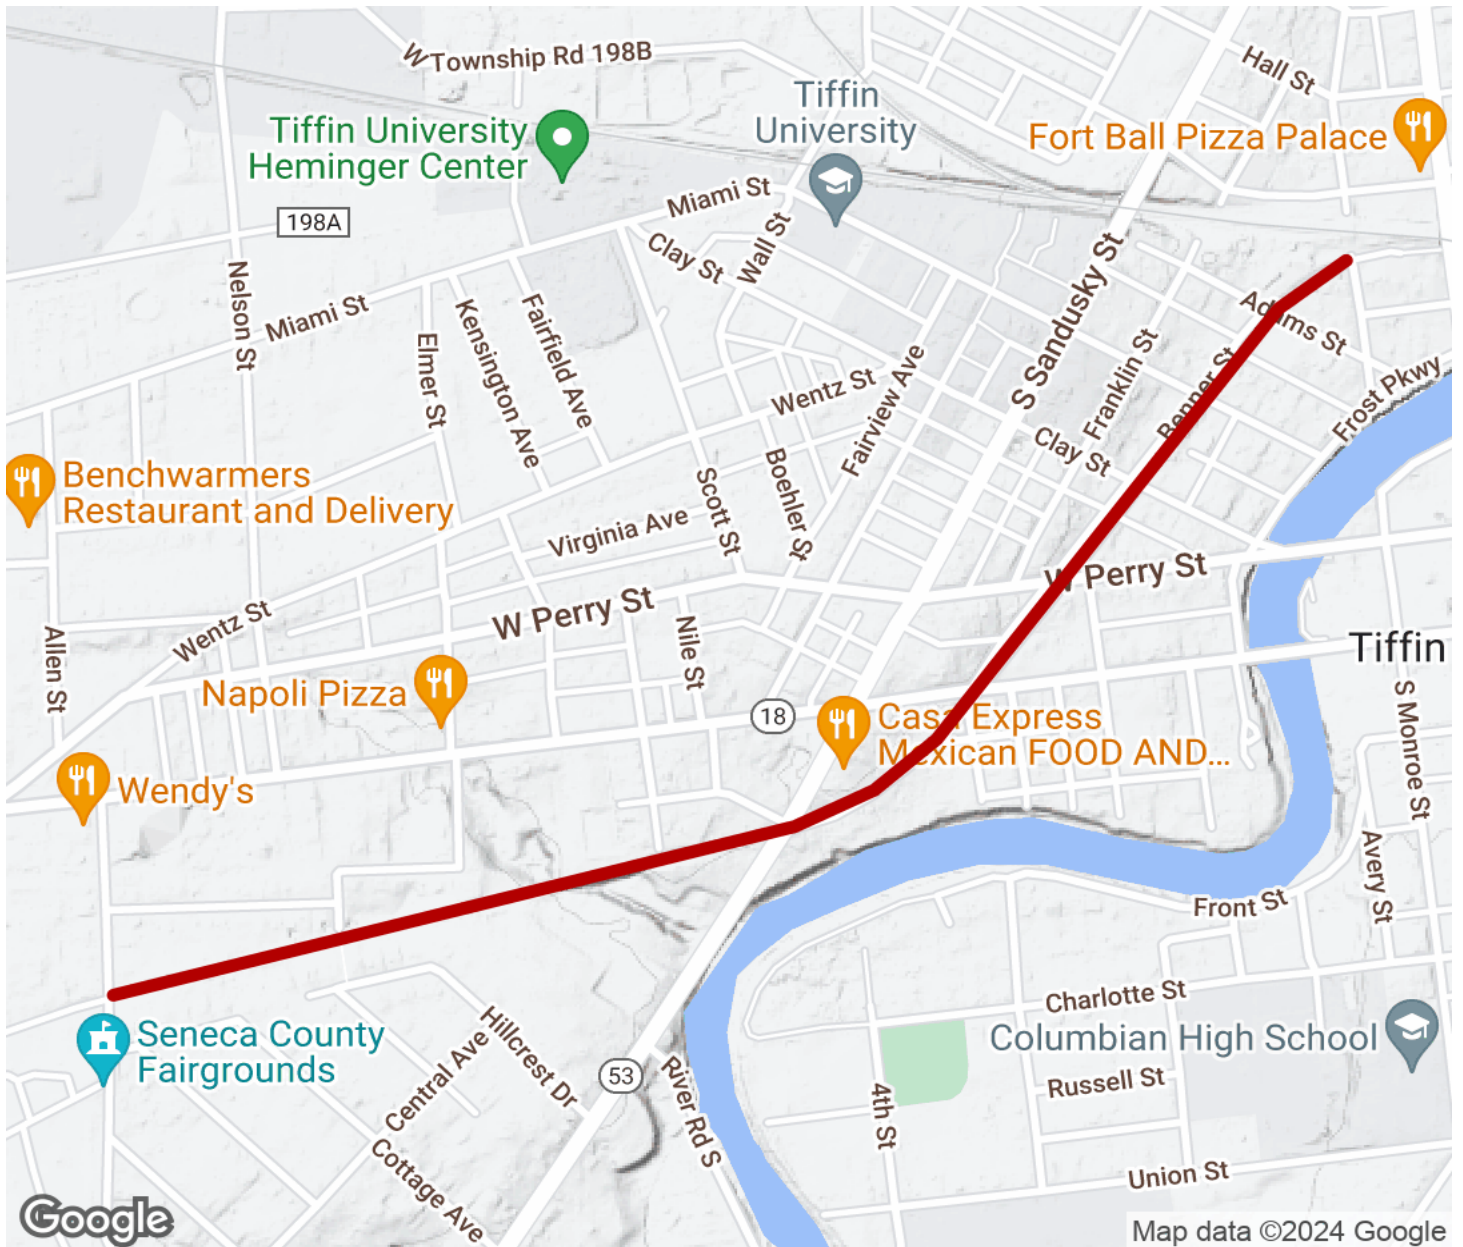 W Township Rd 198B
Hall St
Tiffin
University
Tiffin University
Heminger Center
Fort Ball Pizza Palace
Miami St
198A
Clay St
Wall St
S Sandusky St
Nelson St
Miami St
Kensington Ave
Fairfield Ave
Elmer St
Adams St
Franklin St
Frost Pkwy
Wentz St
Fairview Ave
Clay St
Benchwarmers
Restaurant and Delivery
Scott St
Boehler St
Virginia Ave
W Perry St
W Perry St
Wentz St
Allen St
Nile St
Tiffin
Napoli Pizza
18
Casa Express
Mexican FOOD AND...
S Monroe St
Wendy's
Avery St
Front St
Charlotte St
Seneca County
Fairgrounds
Hillcrest Dr
Central Ave
Columbian High School
53
River Rd S
4th St
Russell St
Cottage Ave
Union St
Google
Map data ©2024 Google